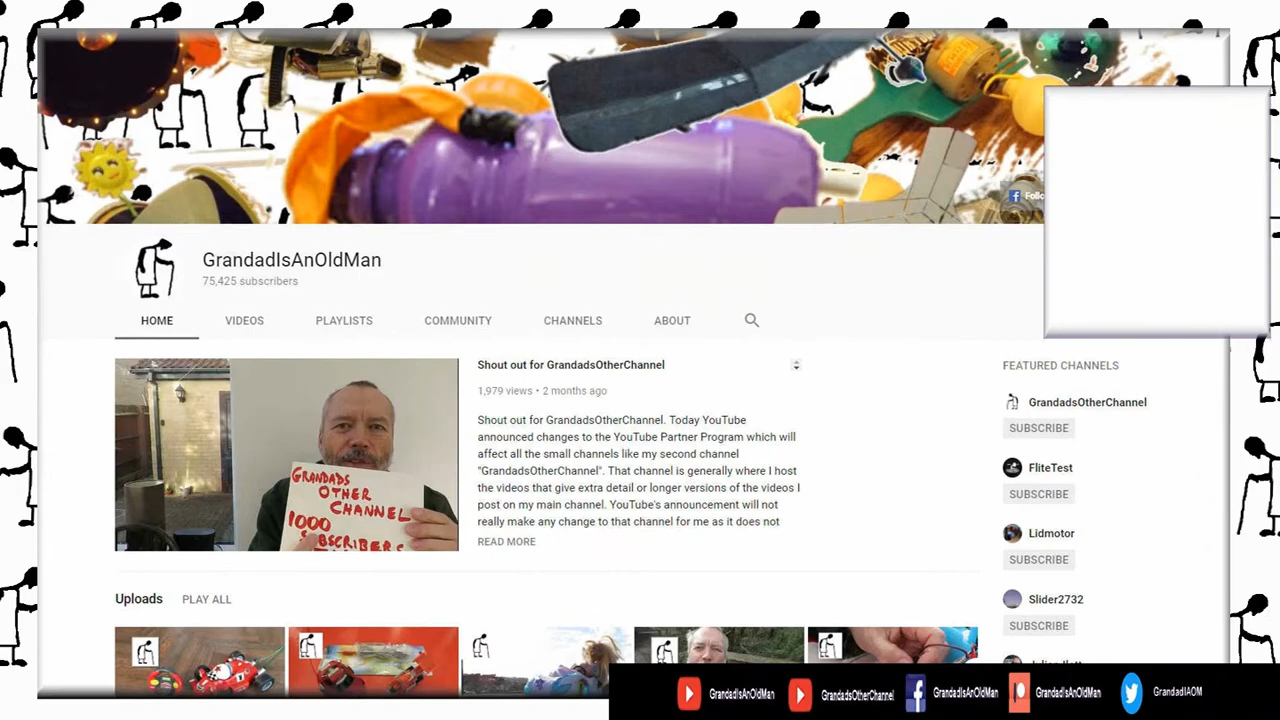 Follo
GrandadIsAnOldMan
75,425 subscribers
HOME VIDEOS PLAYLISTS COMMUNITY CHANNELS ABOUT
GRANDADS
OTHER
CHANNEL
1000
SUBSCRIBERS
Shout out for GrandadsOtherChannel
1,979 views • 2 months ago
Shout out for GrandadsOtherChannel. Today YouTube
announced changes to the YouTube Partner Program which will
affect all the small channels like my second channel
"GrandadsOtherChannel". That channel is generally where I host
the videos that give extra detail or longer versions of the videos I
post on my main channel. YouTube's announcement will not
really make any change to that channel for me as it does not
READ MORE
FEATURED CHANNELS
GrandadsOtherChannel
SUBSCRIBE
FliteTest
SUBSCRIBE
Lidmotor
SUBSCRIBE
Slider2732
SUBSCRIBE
Uploads PLAY ALL
GrandadIsAnOldMan GrandadsOtherChannel GrandadIsAnOldMan GrandadIsAnOldMan GrandadIAOM